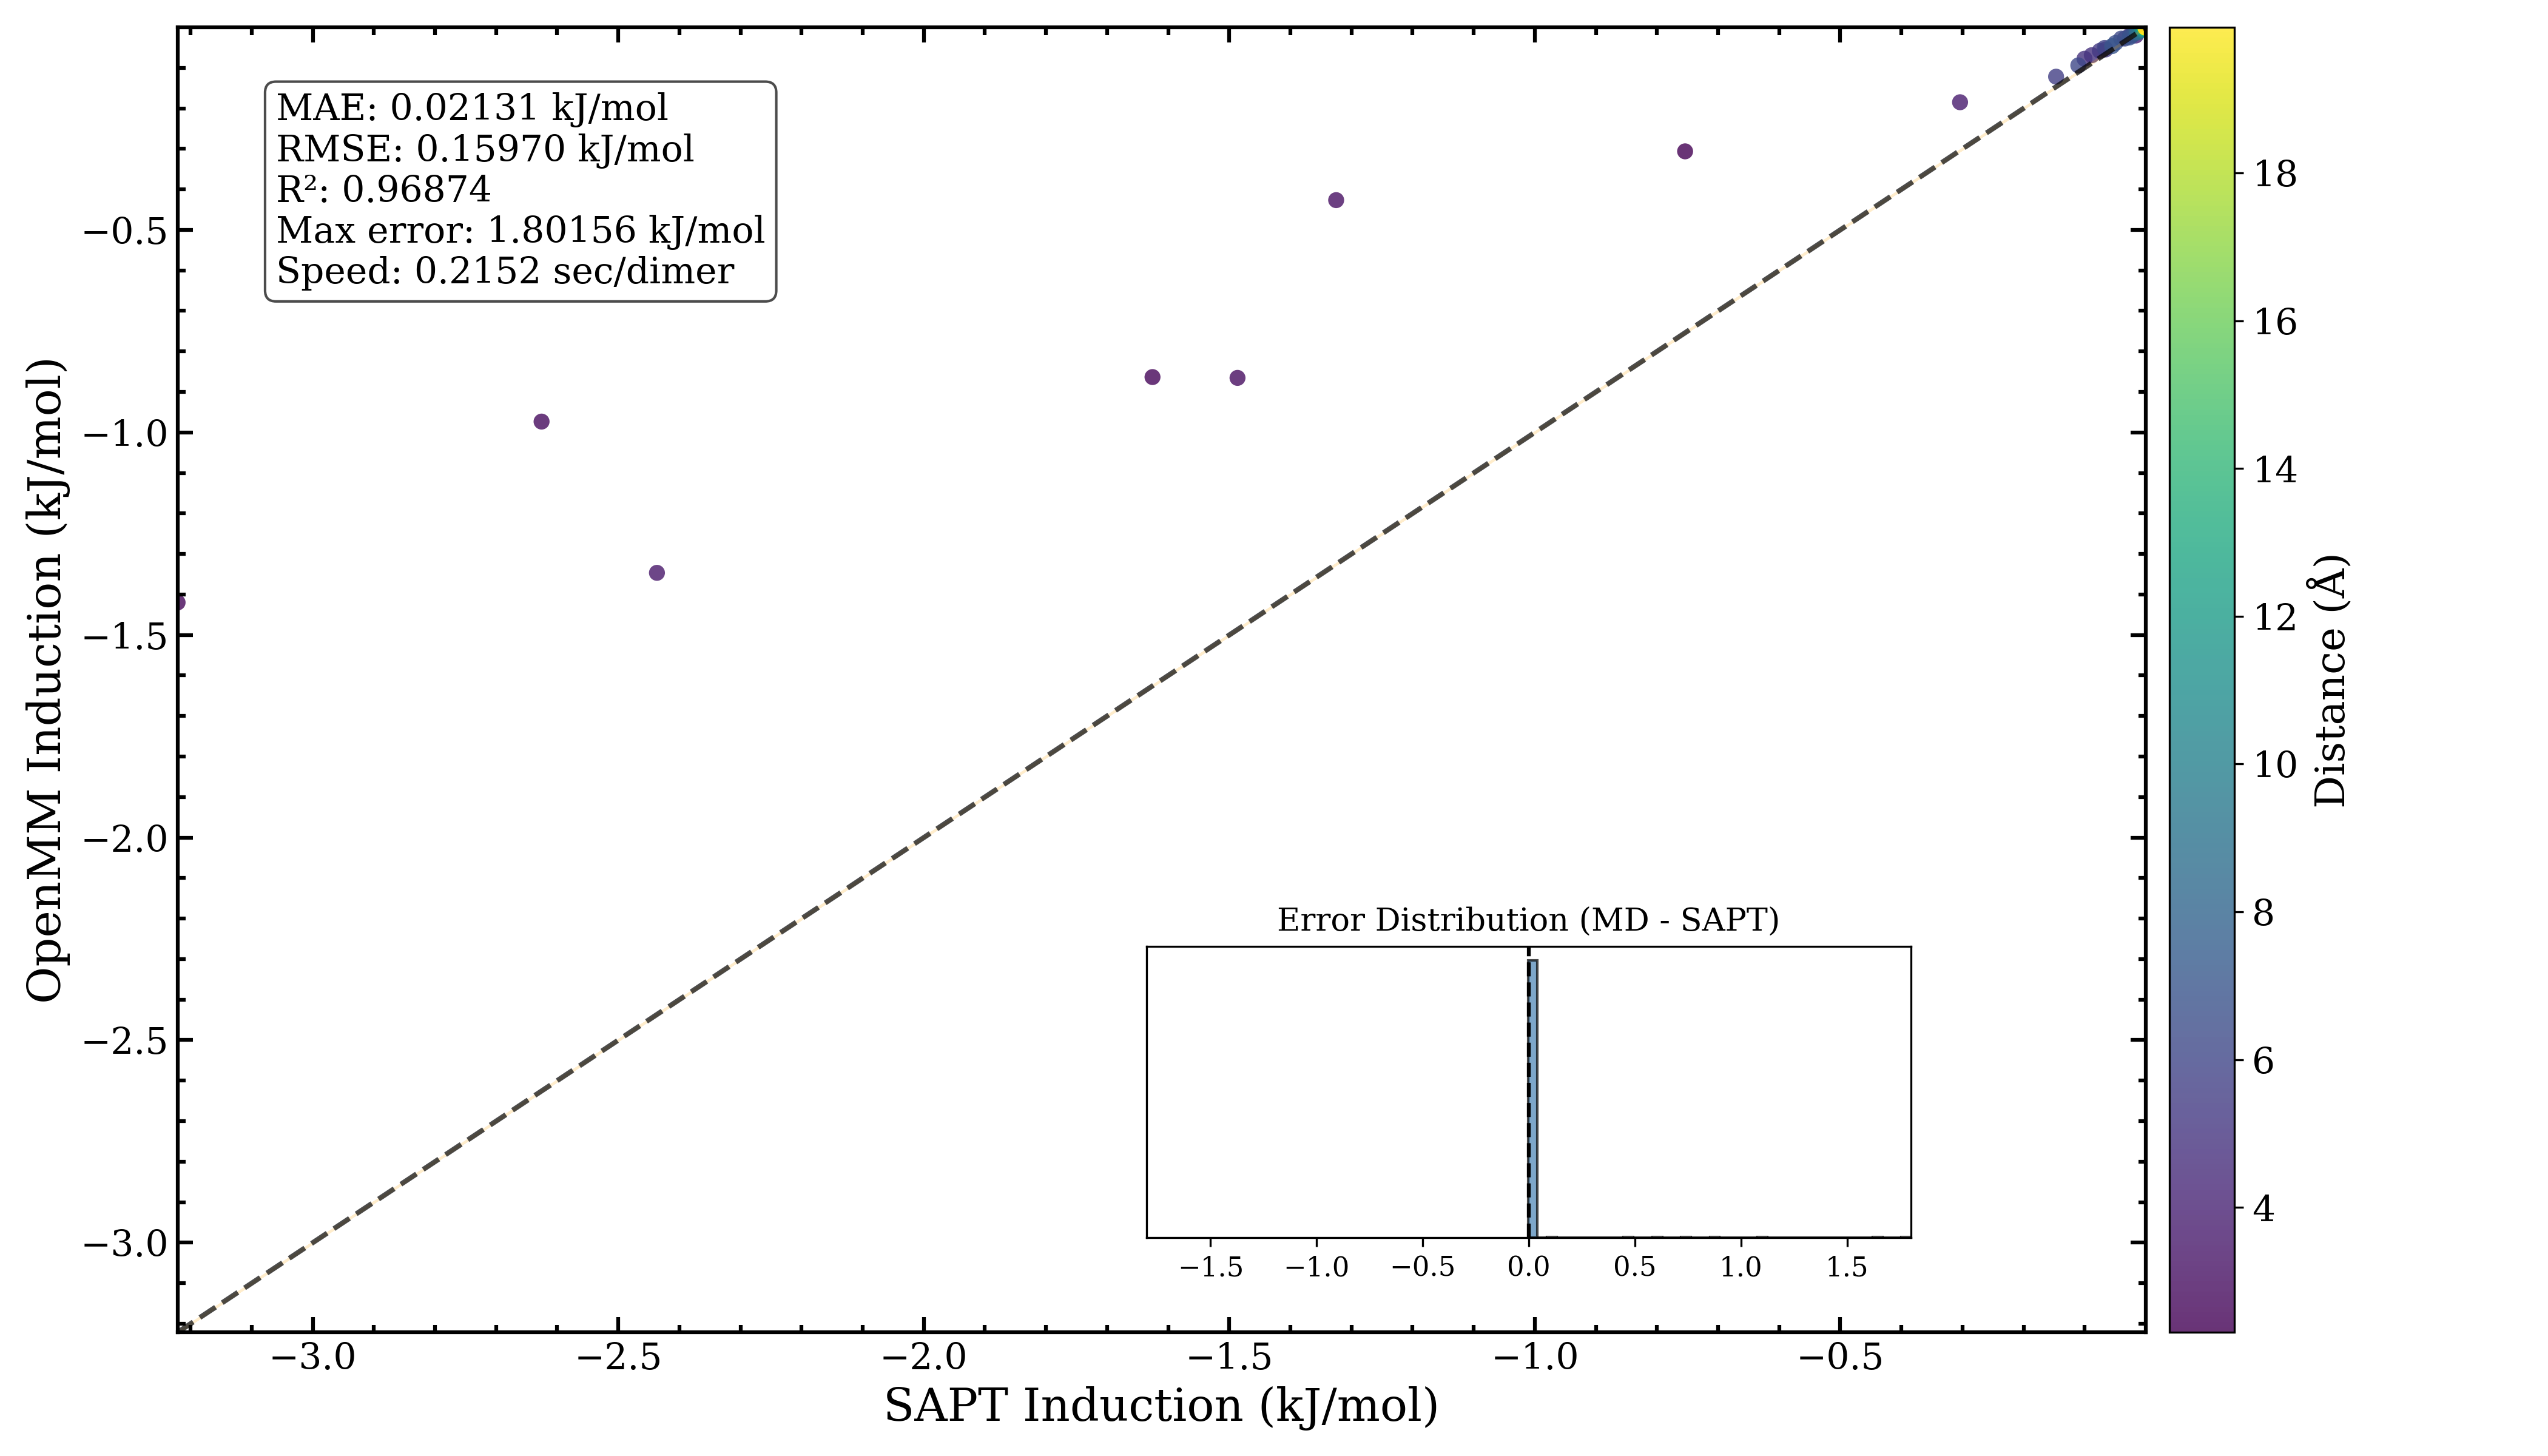 MAE: 0.02131 kJ/mol
RMSE: 0.15970 kJ/mol
R²: 0.96874
Max error: 1.80156 kJ/mol
Speed: 0.2152 sec/dimer
OpenMM Induction (kJ/mol)
−0.5
−1.0
−1.5
−2.0
−2.5
−3.0
Error Distribution (MD - SAPT)
−1.5 −1.0 −0.5 0.0 0.5 1.0 1.5
−3.0 −2.5 −2.0 −1.5 −1.0 −0.5
SAPT Induction (kJ/mol)
18
16
14
12
10
8
6
4
Distance (Å)